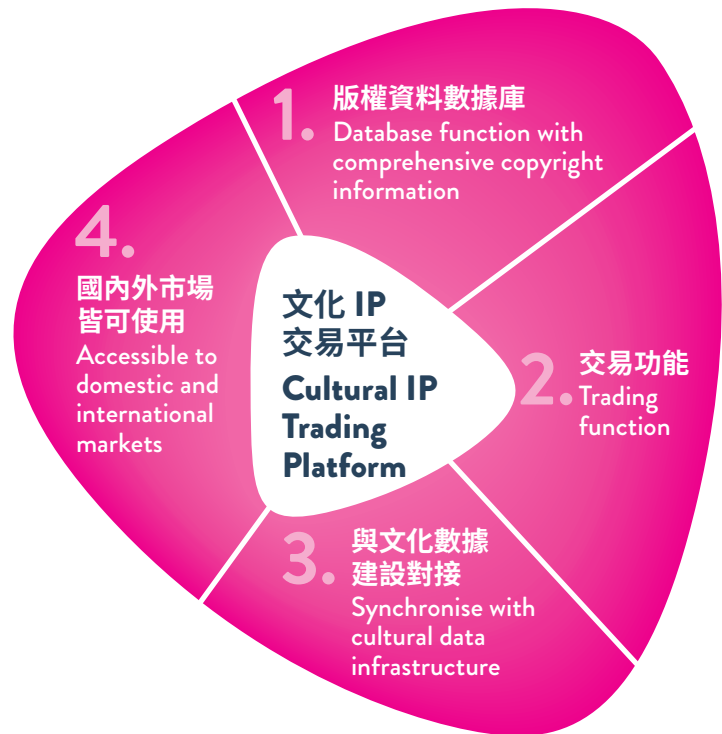 1.
版權資料數據庫
Database function with
comprehensive copyright
information
2.
交易功能
Trading
function
3.
與文化數據
建設對接
Synchronise with
cultural data
infrastructure
4.
國內外市場
皆可使用
Accessible to
domestic and
international
markets
文化 IP
交易平台
Cultural IP
Trading
Platform